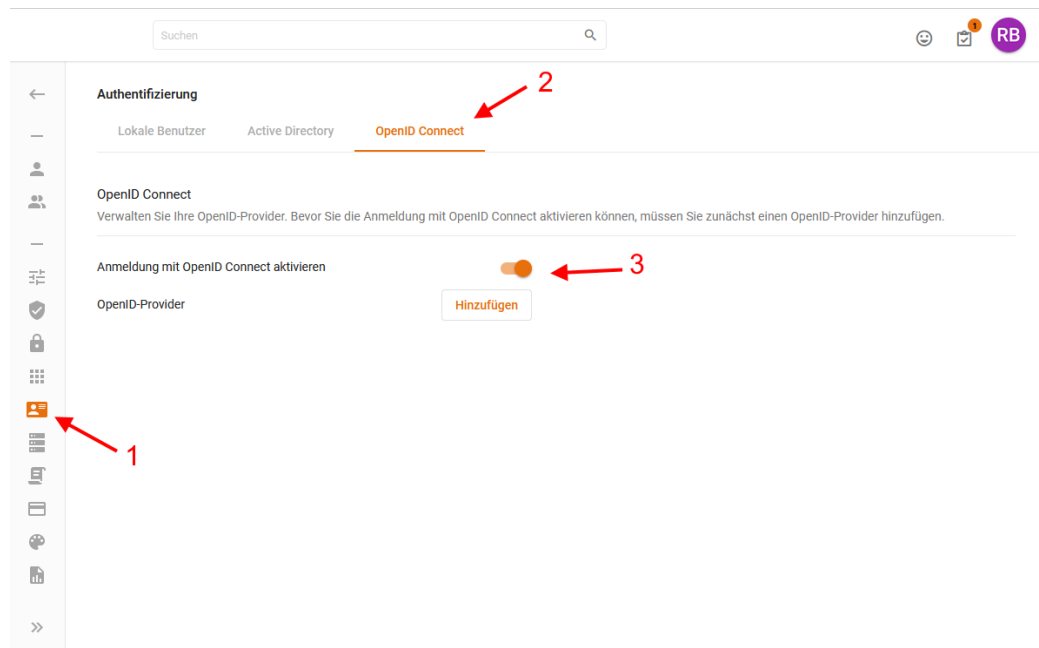 Suchen
1
RB
2
Authentifizierung
Lokale Benutzer Active Directory OpenID Connect
OpenID Connect
Verwalten Sie Ihre OpenID-Provider. Bevor Sie die Anmeldung mit OpenID Connect aktivieren können, müssen Sie zunächst einen OpenID-Provider hinzufügen.
Anmeldung mit OpenID Connect aktivieren
3
OpenID-Provider Hinzufügen
1